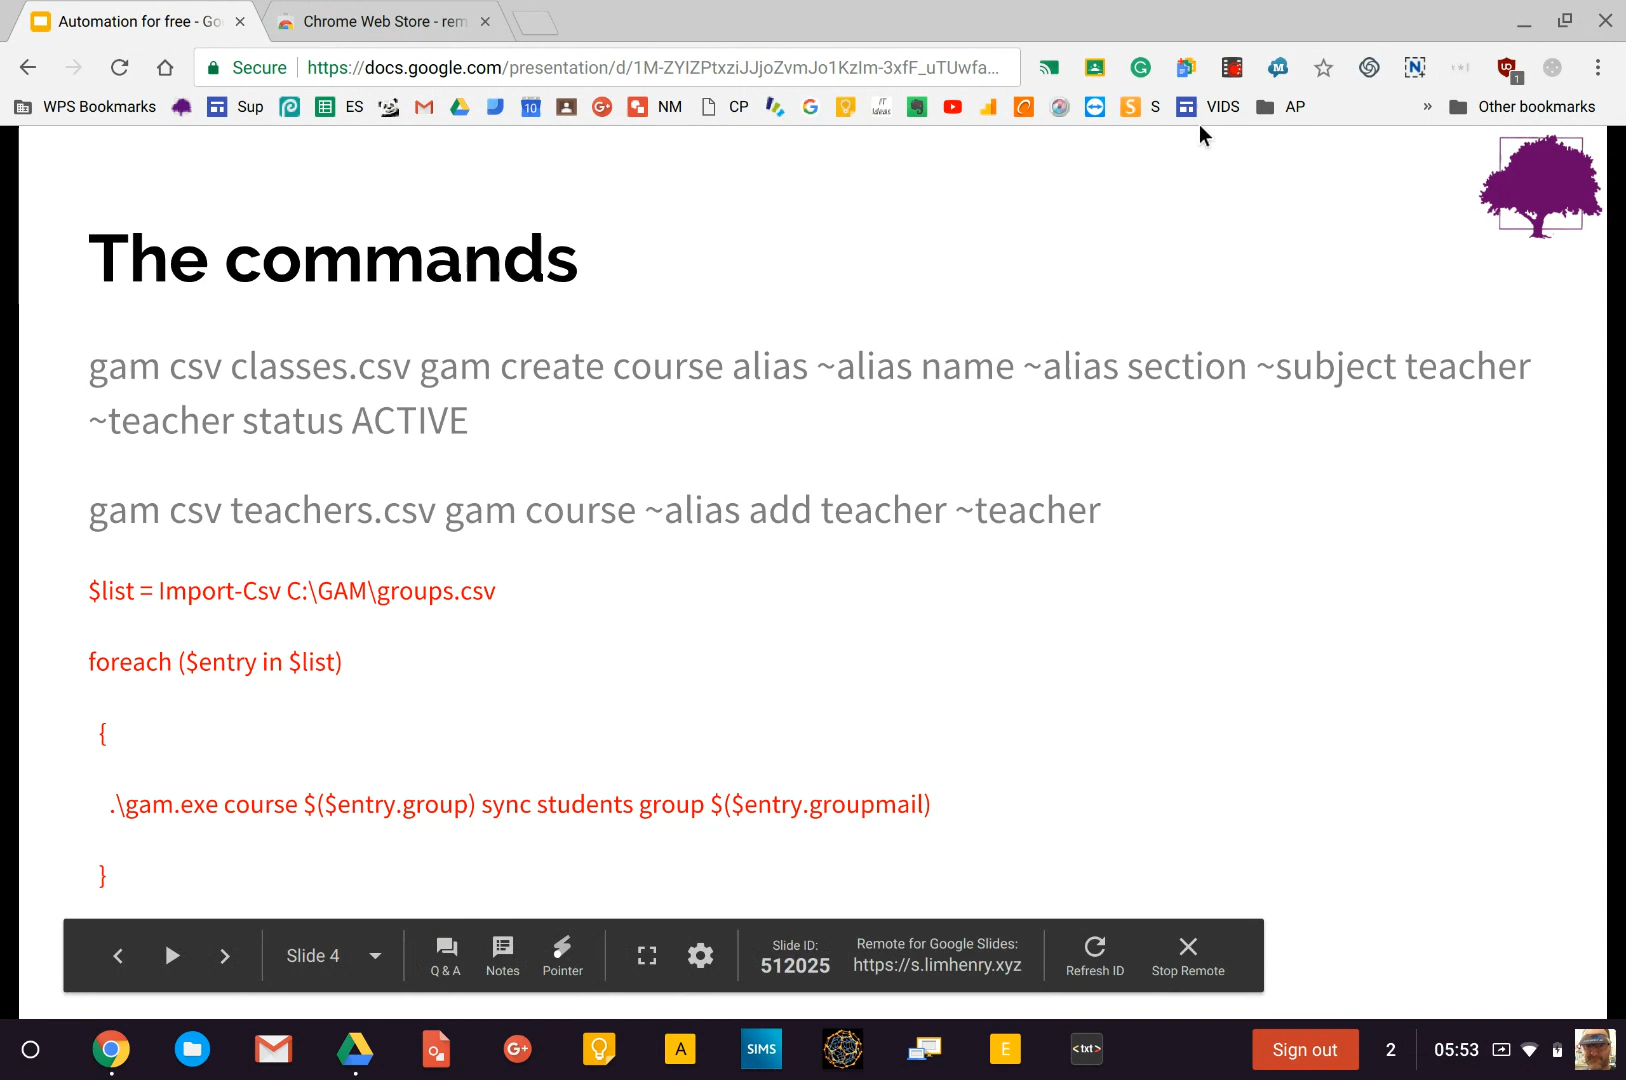 Automation for free - Go
Chrome Web Store - rem
Secure https://docs.google.com/presentation/d/1M-ZYIZPtxziJJjoZvmJo1KzIm-3xfF_uTUwfa...
WPS Bookmarks Sup ES 10 NM CP IT Ideas S VIDS AP » Other bookmarks
The commands
gam csv classes.csv gam create course alias ~alias name ~alias section ~subject teacher
~teacher status ACTIVE
gam csv teachers.csv gam course ~alias add teacher ~teacher
$list = Import-Csv C:\GAM\groups.csv
foreach ($entry in $list)
{
.\gam.exe course $($entry.group) sync students group $($entry.groupmail)
}
Slide 4
Q & A
Notes
Pointer
Slide ID:
512025
Remote for Google Slides:
https://s.limhenry.xyz
Refresh ID
Stop Remote
G+ A SIMS E <txt> Sign out 2 05:53